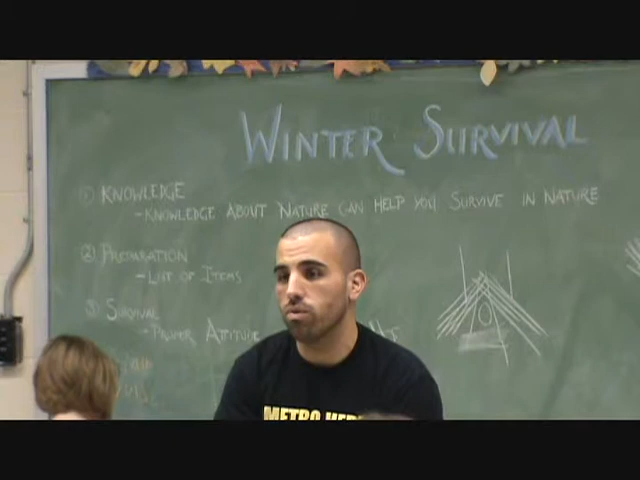 WINTER SURVIVAL
① KNOWLEDGE
-KNOWLEDGE ABOUT NATURE CAN HELP YOU SURVIVE IN NATURE
② PREPARATION
-LIST OF ITEMS
③ SURVIVAL
-PROPER ATTITUDE
METRO